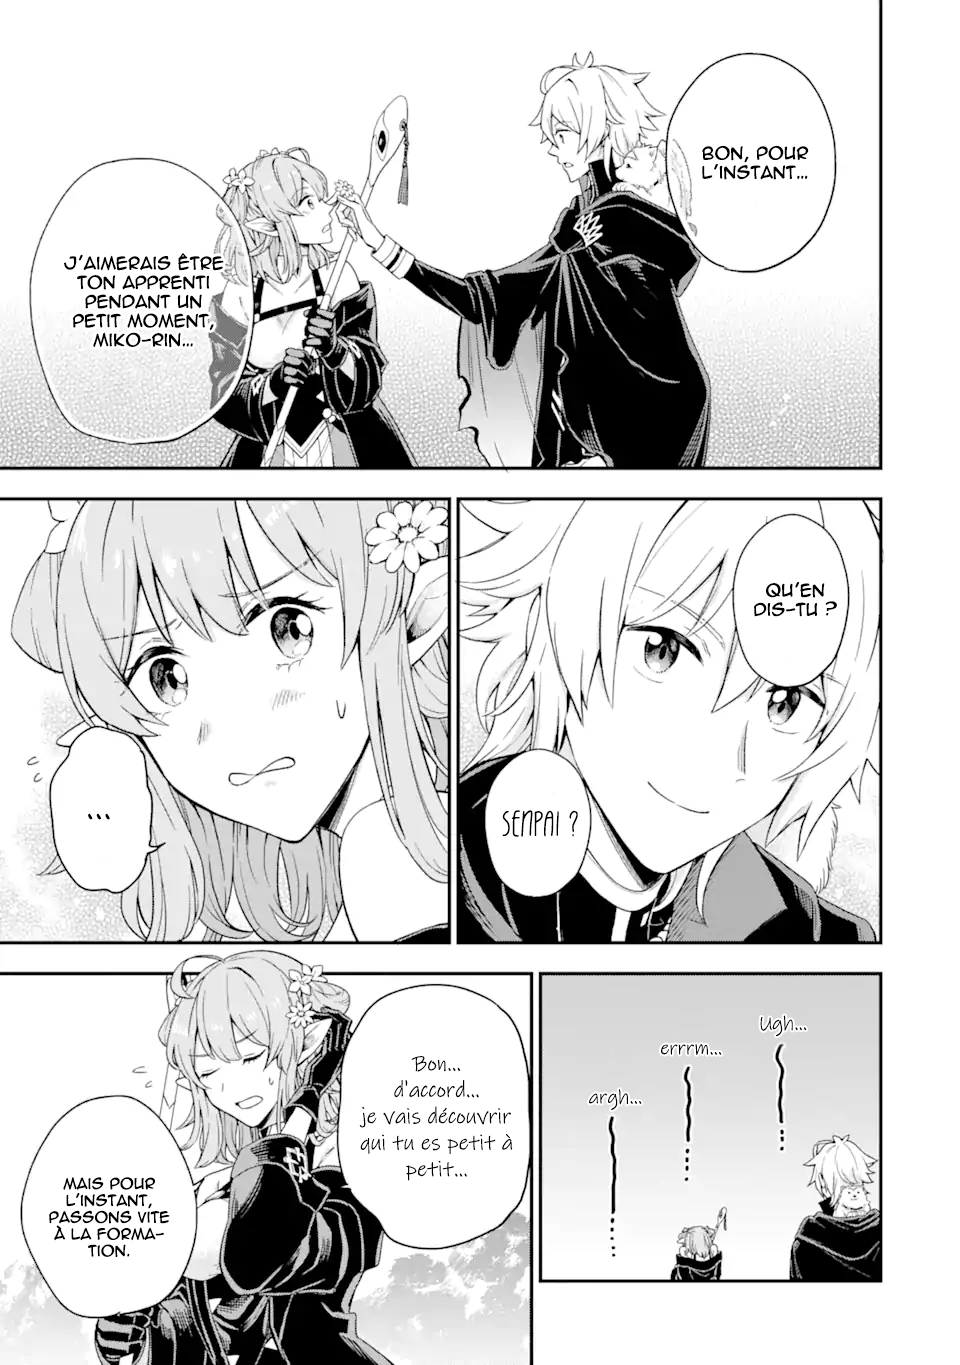 BON, POUR
L'INSTANT...
J'AIMERAIS ÊTRE
TON APPRENTI
PENDANT UN
PETIT MOMENT,
MIKO-RIN...
QU'EN
DIS-TU ?
SENPAI ?
...
Ugh...
errrm...
argh...
Bon...
d'accord...
je vais découvrir
qui tu es petit à
petit...
MAIS POUR
L'INSTANT,
PASSONS VITE
À LA FORMA-
TION.